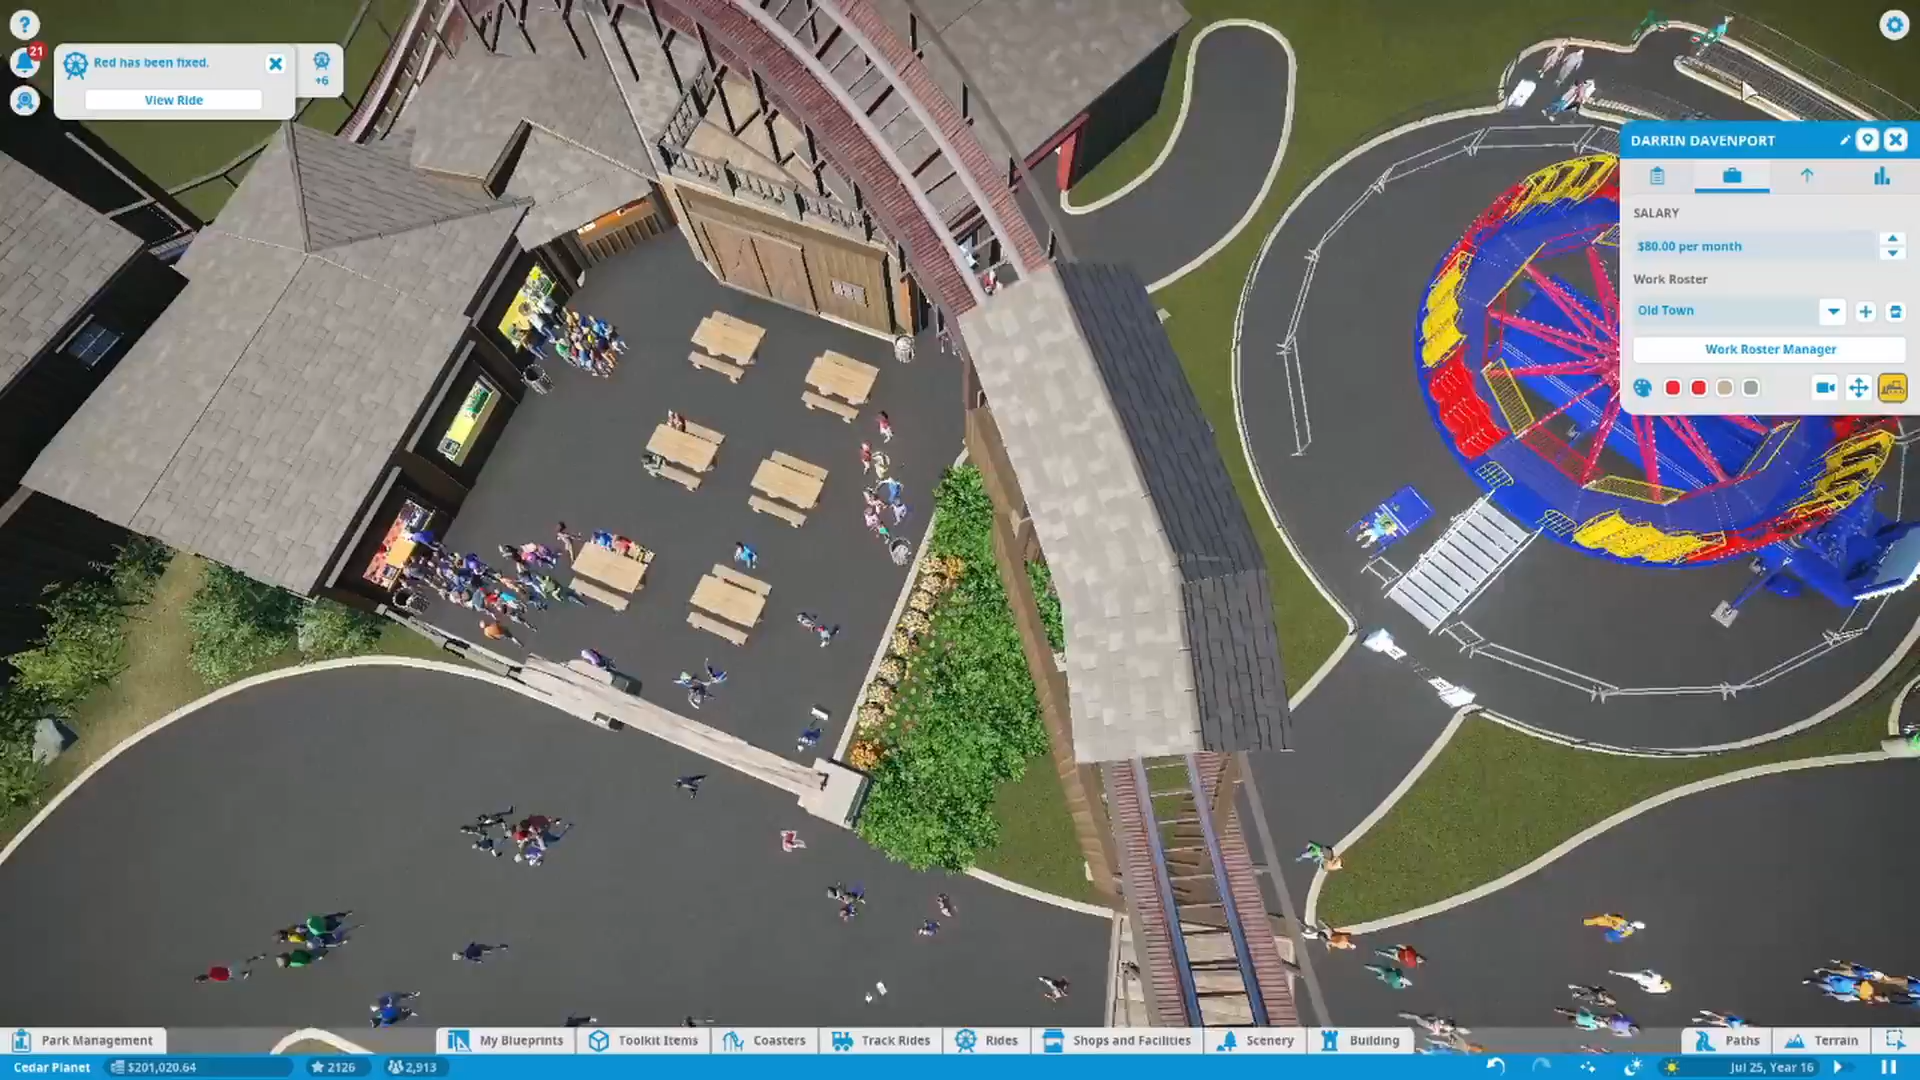 ?
21
Red has been fixed.
View Ride
+6
DARRIN DAVENPORT
SALARY
$80.00 per month
Work Roster
Old Town
Work Roster Manager
Park Management
My Blueprints
Toolkit Items
Coasters
Track Rides
Rides
Shops and Facilities
Scenery
Building
Paths
Terrain
Cedar Planet
$201,020.64
2126
2,913
Jul 25, Year 16